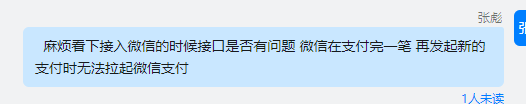 张彪
麻烦看下接入微信的时候接口是否有问题 微信在支付完一笔 再发起新的
支付时无法拉起微信支付
1人未读